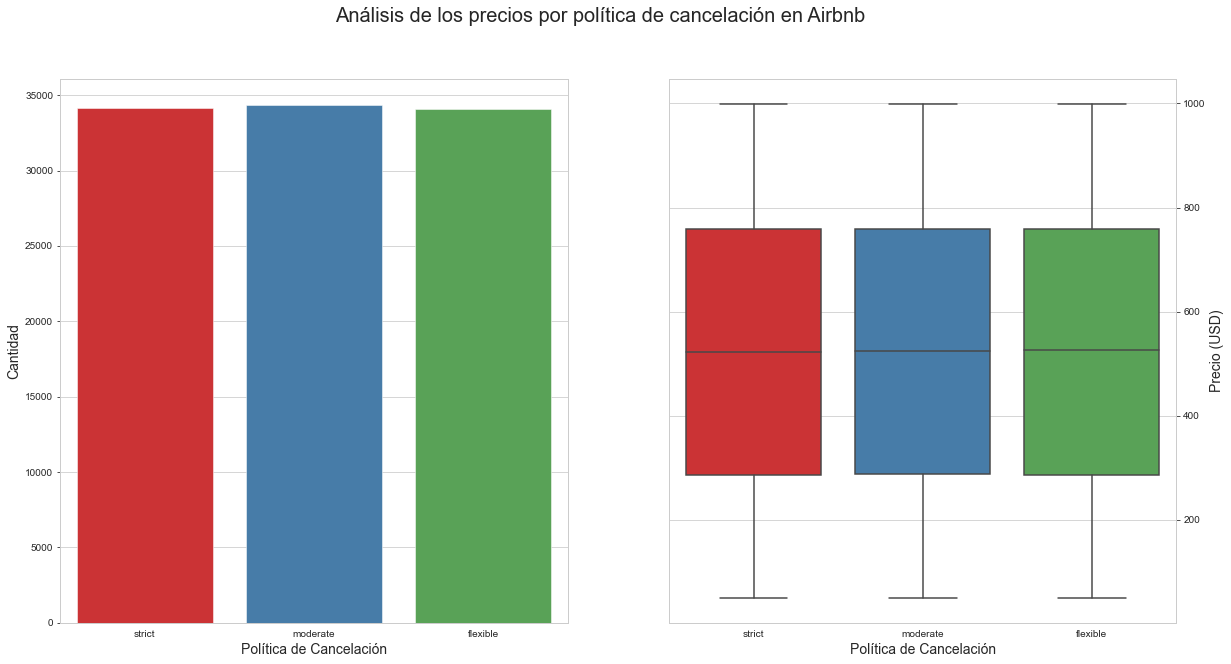 Análisis de los precios por política de cancelación en Airbnb
35000
30000
25000
20000
15000
10000
5000
0
Cantidad
strict
moderate
flexible
Política de Cancelación
1000
800
600
400
200
Precio (USD)
strict
moderate
flexible
Política de Cancelación